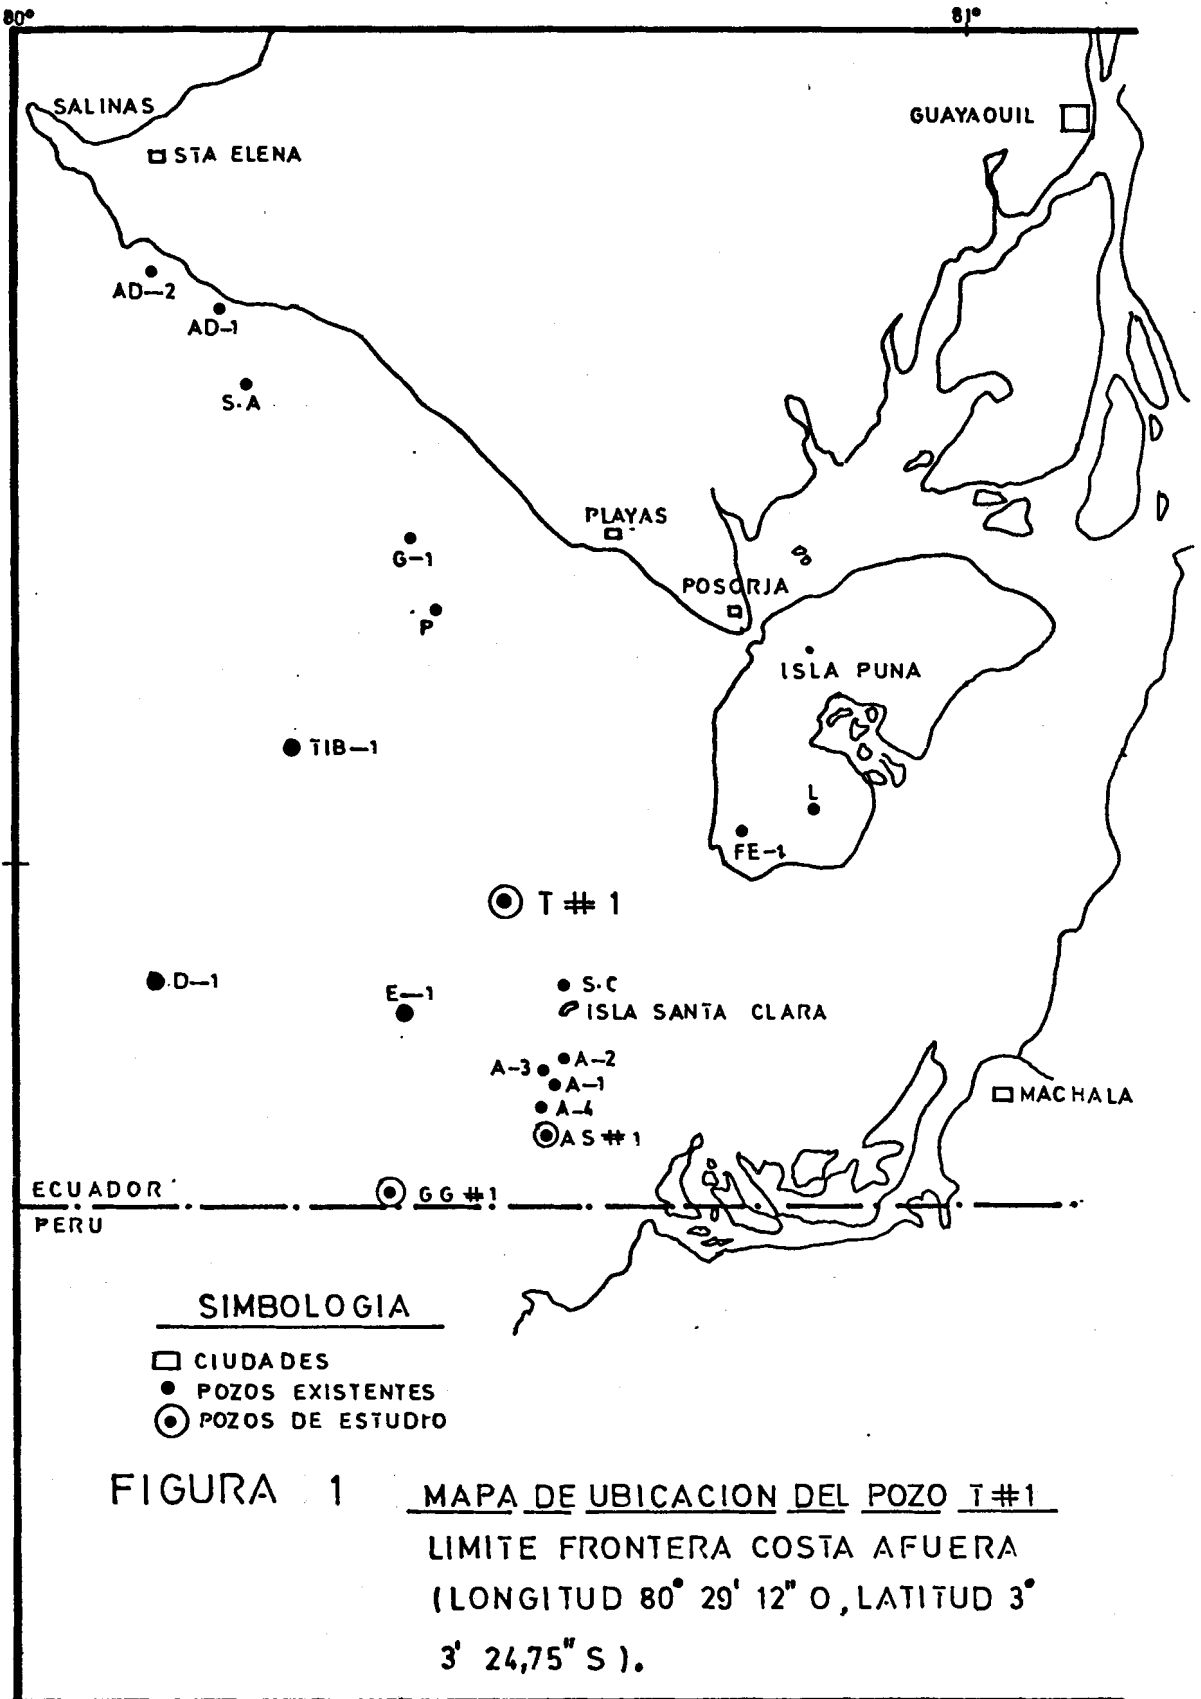 80° 81°
SALINAS
GUAYAQUIL
STA ELENA
AD-2
AD-1
S.A
PLAYAS
G-1
POSORJA
P
ISLA PUNA
TIB-1
L
FE-1
T#1
D-1
S.C
E-1
ISLA SANTA CLARA
A-2
A-3
A-1
MACHALA
A-4
AS#1
ECUADOR
GG#1
PERU
SIMBOLOGIA
CIUDADES
POZOS EXISTENTES
POZOS DE ESTUDIO
FIGURA 1 MAPA DE UBICACION DEL POZO T#1
LIMITE FRONTERA COSTA AFUERA
(LONGITUD 80° 29' 12" O, LATITUD 3°
3' 24,75" S ).